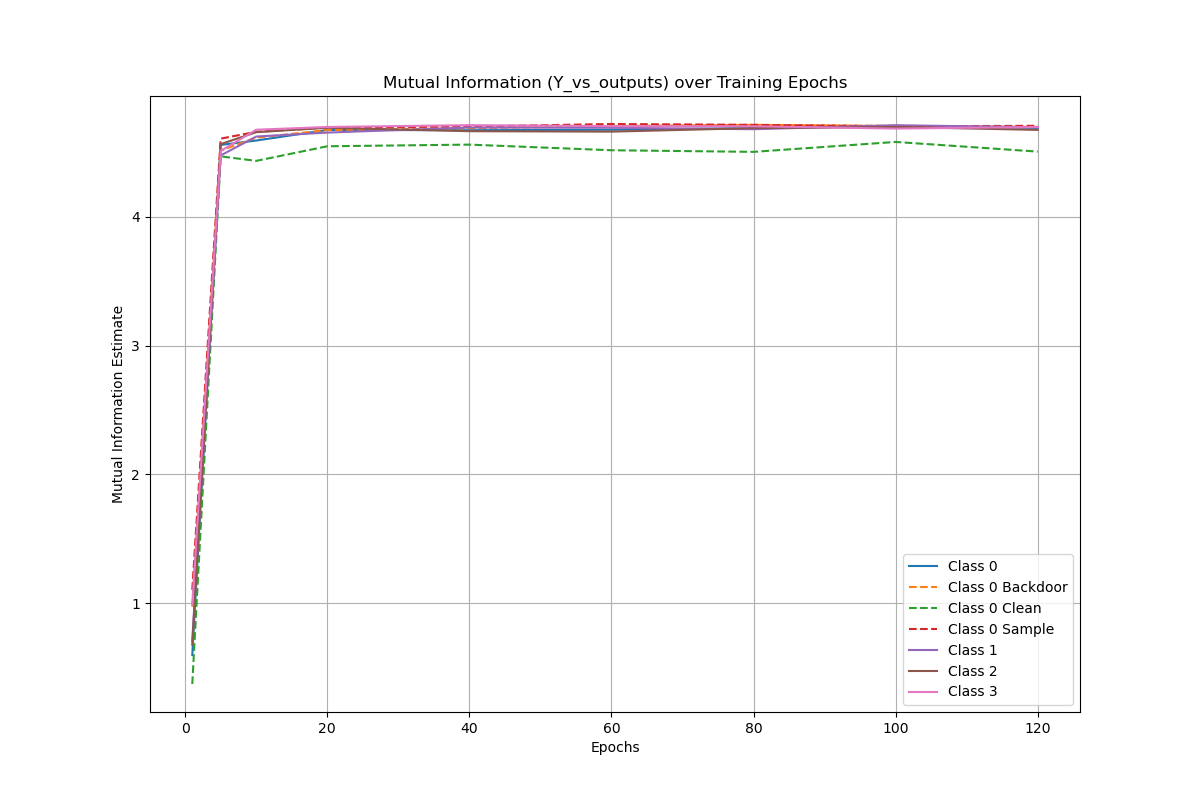 Mutual Information (Y_vs_outputs) over Training Epochs
Mutual Information Estimate
4
3
2
1
0
20
40
60
80
100
120
Epochs
Class 0
Class 0 Backdoor
Class 0 Clean
Class 0 Sample
Class 1
Class 2
Class 3